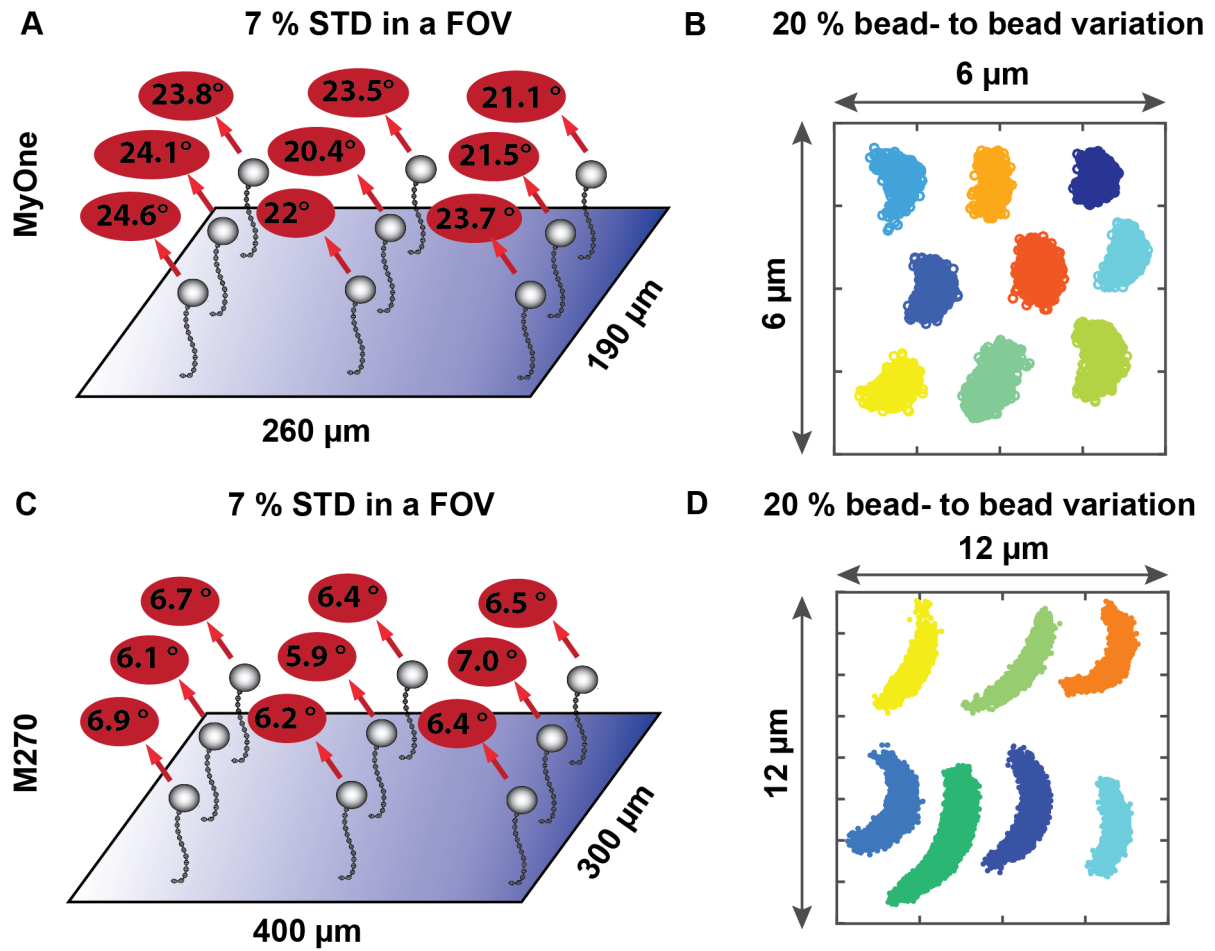 A
7 % STD in a FOV
MyOne
23.8°
23.5°
21.1 °
24.1°
20.4°
21.5°
24.6°
22°
23.7 °
190 µm
260 µm
B
20 % bead- to bead variation
6 µm
6 µm
C
7 % STD in a FOV
M270
6.7 °
6.4 °
6.5 °
6.1 °
5.9 °
7.0 °
6.9 °
6.2 °
6.4 °
300 µm
400 µm
D
20 % bead- to bead variation
12 µm
12 µm